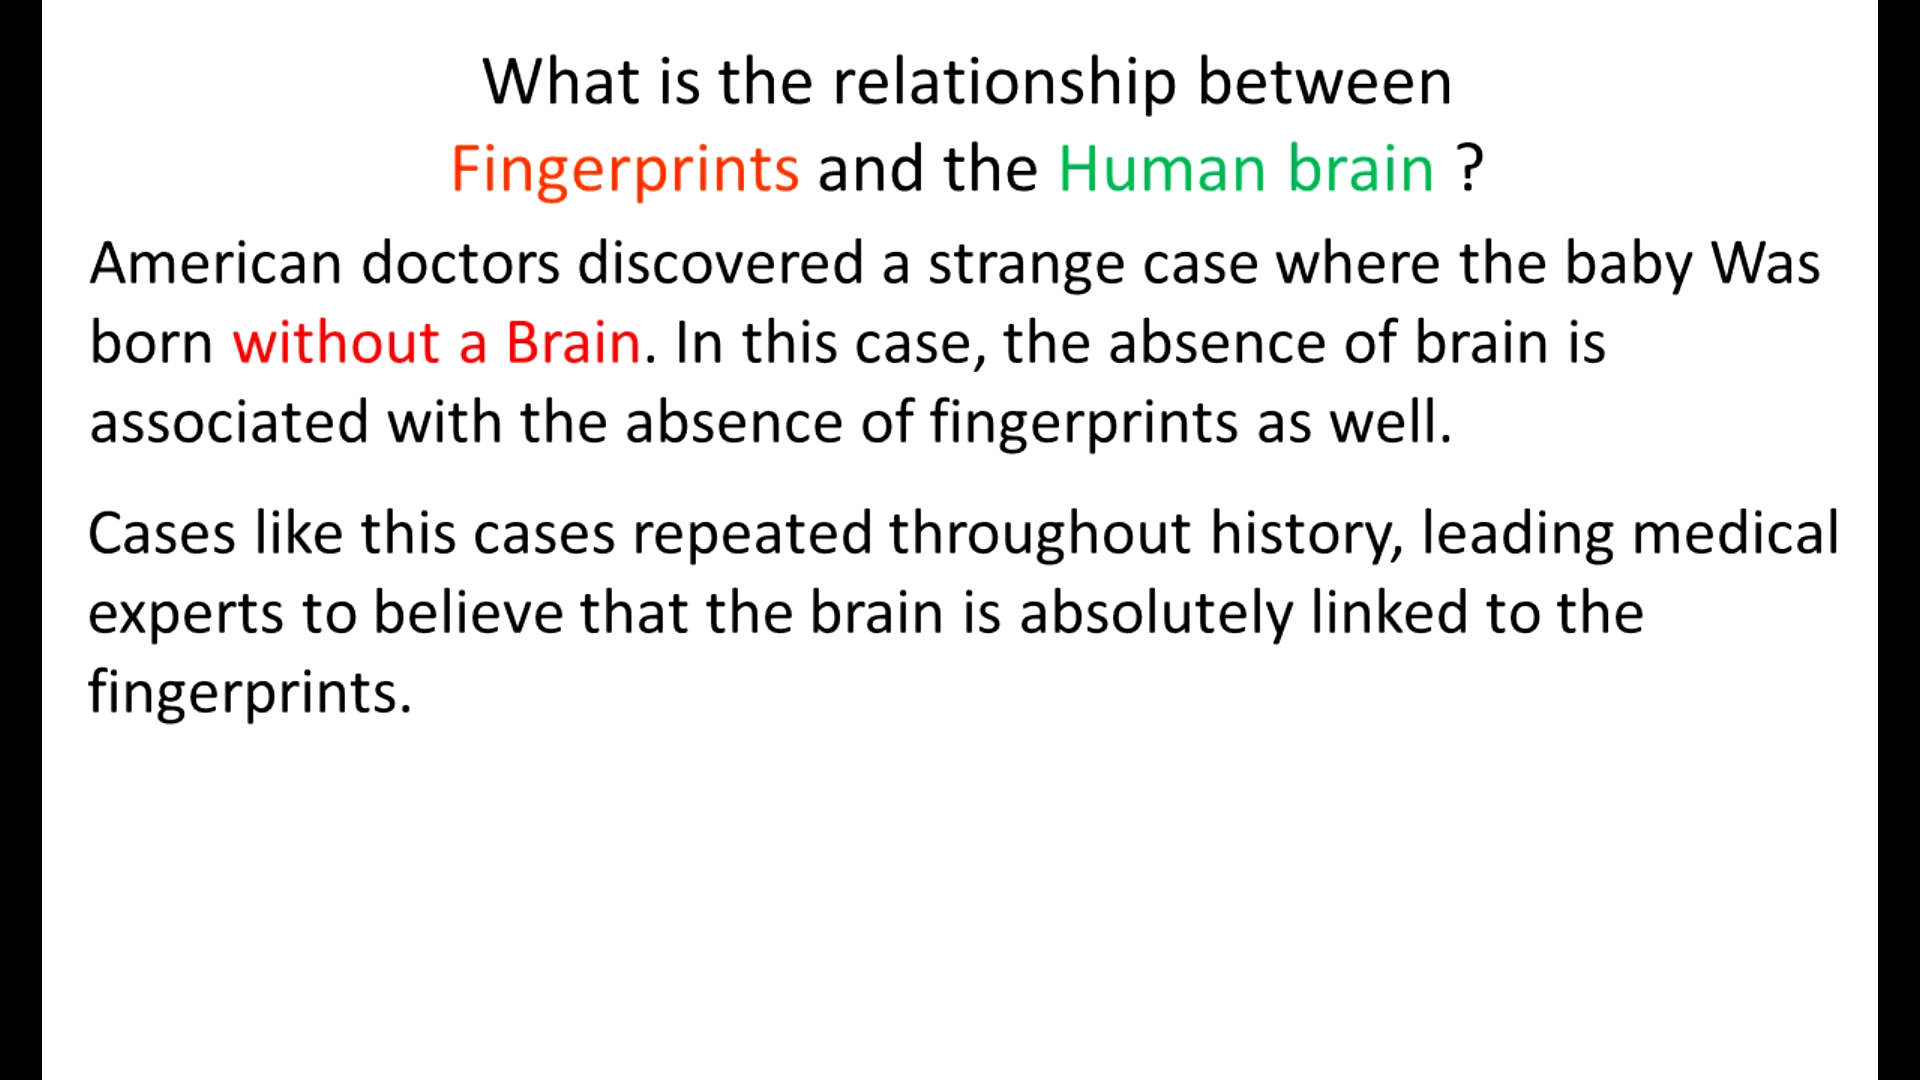 What is the relationship between
Fingerprints and the Human brain ?
American doctors discovered a strange case where the baby Was
born without a Brain. In this case, the absence of brain is
associated with the absence of fingerprints as well.
Cases like this cases repeated throughout history, leading medical
experts to believe that the brain is absolutely linked to the
fingerprints.